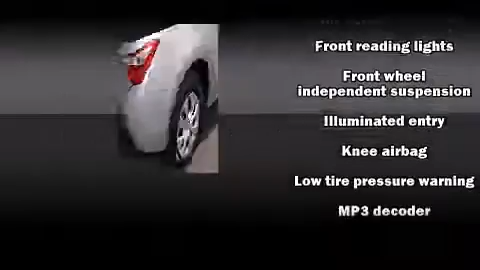 Front reading lights
Front wheel
independent suspension
Illuminated entry
Knee airbag
Low tire pressure warning
MP3 decoder